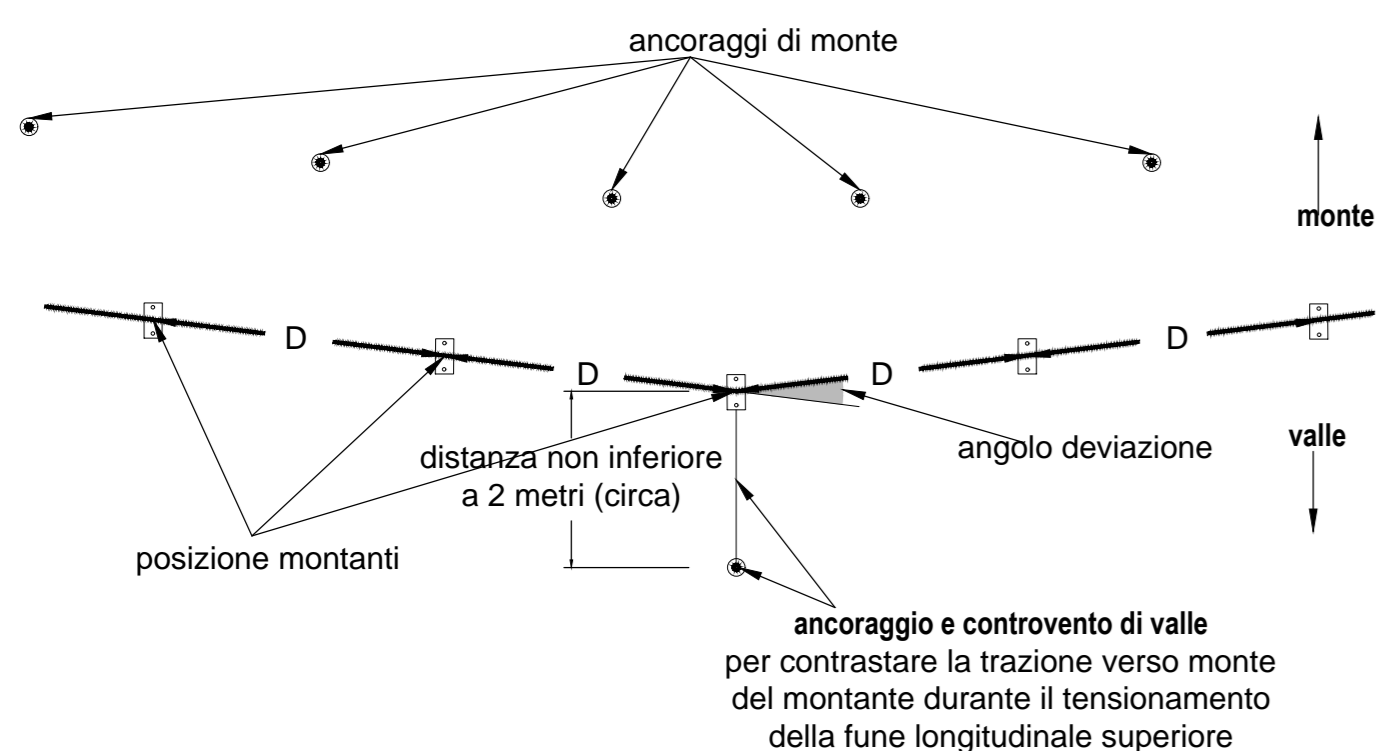 ancoraggi di monte
monte
D
D
D
D
distanza non inferiore
a 2 metri (circa)
angolo deviazione
valle
posizione montanti
ancoraggio e controvento di valle
per contrastare la trazione verso monte
del montante durante il tensionamento
della fune longitudinale superiore